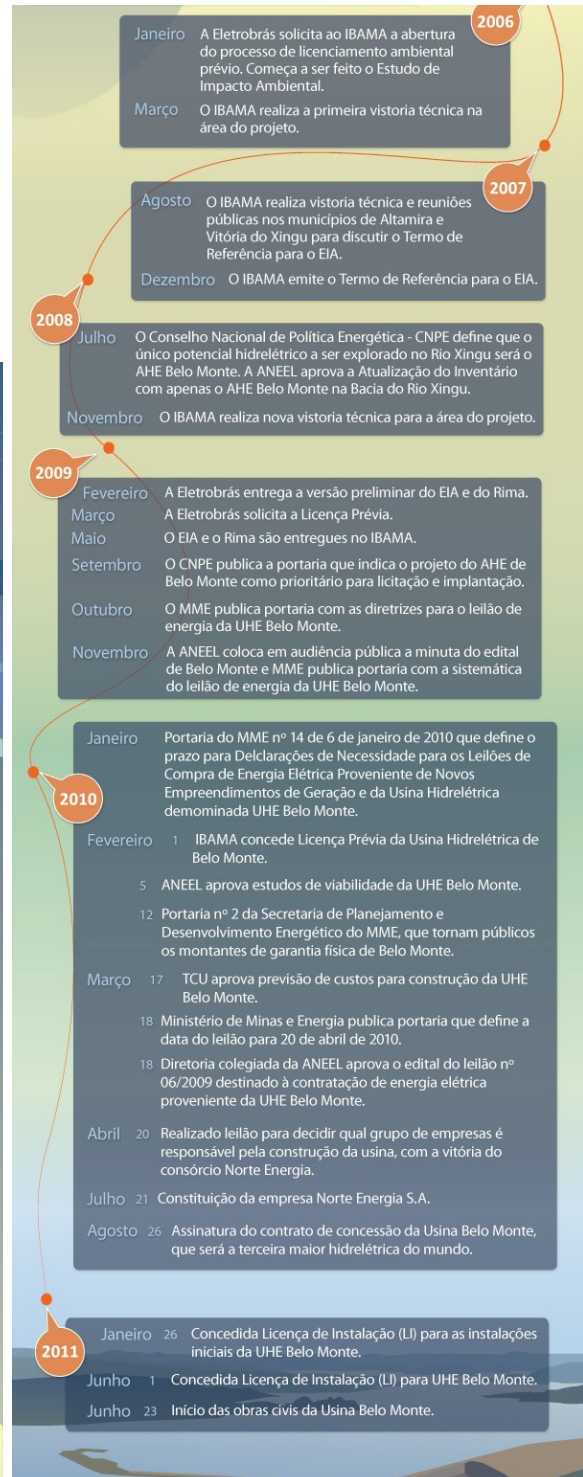 2006
Janeiro A Eletrobrás solicita ao IBAMA a abertura
do processo de licenciamento ambiental
prévio. Começa a ser feito o Estudo de
Impacto Ambiental.
Março O IBAMA realiza a primeira vistoria técnica na
área do projeto.
2007
Agosto O IBAMA realiza vistoria técnica e reuniões
públicas nos municípios de Altamira e
Vitória do Xingu para discutir o Termo de
Referência para o EIA.
Dezembro O IBAMA emite o Termo de Referência para o EIA.
2008
Julho O Conselho Nacional de Política Energética - CNPE define que o
único potencial hidrelétrico a ser explorado no Rio Xingu será o
AHE Belo Monte. A ANEEL aprova a Atualização do Inventário
com apenas o AHE Belo Monte na Bacia do Rio Xingu.
Novembro O IBAMA realiza nova vistoria técnica para a área do projeto.
2009
Fevereiro A Eletrobrás entrega a versão preliminar do EIA e do Rima.
Março A Eletrobrás solicita a Licença Prévia.
Maio O EIA e o Rima são entregues no IBAMA.
Setembro O CNPE publica a portaria que indica o projeto do AHE de
Belo Monte como prioritário para licitação e implantação.
Outubro O MME publica portaria com as diretrizes para o leilão de
energia da UHE Belo Monte.
Novembro A ANEEL coloca em audiência pública a minuta do edital
de Belo Monte e MME publica portaria com a sistemática
do leilão de energia da UHE Belo Monte.
2010
Janeiro Portaria do MME nº 14 de 6 de janeiro de 2010 que define o
prazo para Delclarações de Necessidade para os Leilões de
Compra de Energia Elétrica Proveniente de Novos
Empreendimentos de Geração e da Usina Hidrelétrica
demominada UHE Belo Monte.
Fevereiro 1 IBAMA concede Licença Prévia da Usina Hidrelétrica de
Belo Monte.
5 ANEEL aprova estudos de viabilidade da UHE Belo Monte.
12 Portaria nº 2 da Secretaria de Planejamento e
Desenvolvimento Energético do MME, que tornam públicos
os montantes de garantia física de Belo Monte.
Março 17 TCU aprova previsão de custos para construção da UHE
Belo Monte.
18 Ministério de Minas e Energia publica portaria que define a
data do leilão para 20 de abril de 2010.
18 Diretoria colegiada da ANEEL aprova o edital do leilão nº
06/2009 destinado à contratação de energia elétrica
proveniente da UHE Belo Monte.
Abril 20 Realizado leilão para decidir qual grupo de empresas é
responsável pela construção da usina, com a vitória do
consórcio Norte Energia.
Julho 21 Constituição da empresa Norte Energia S.A.
Agosto 26 Assinatura do contrato de concessão da Usina Belo Monte,
que será a terceira maior hidrelétrica do mundo.
2011
Janeiro 26 Concedida Licença de Instalação (LI) para as instalações
iniciais da UHE Belo Monte.
Junho 1 Concedida Licença de Instalação (LI) para UHE Belo Monte.
Junho 23 Início das obras civis da Usina Belo Monte.